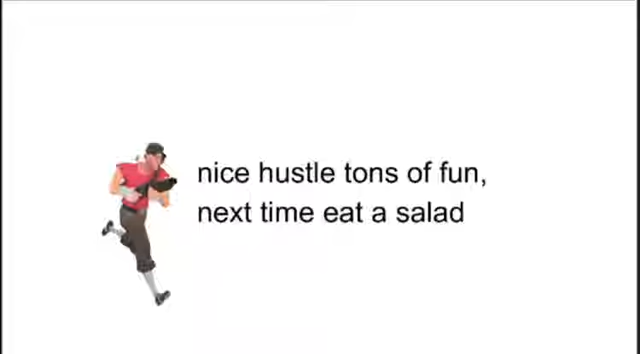 nice hustle tons of fun,
next time eat a salad